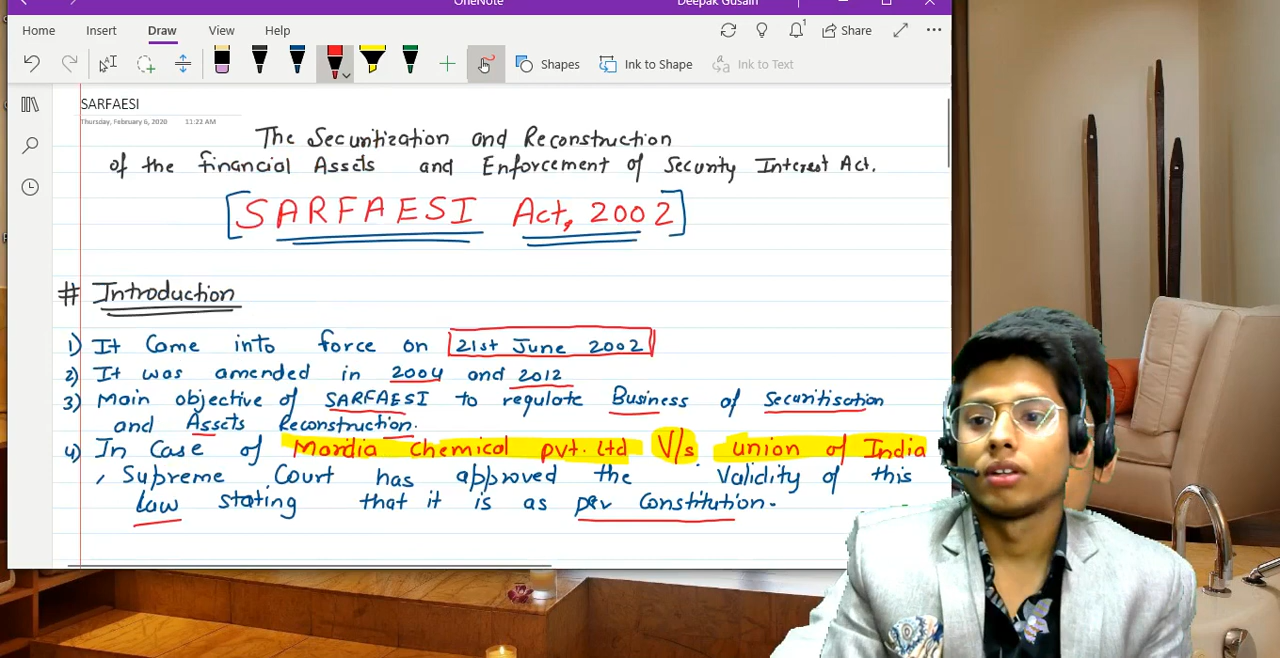 OneNote
Deepak Gusain
Home Insert Draw View Help
Share
Shapes Ink to Shape Ink to Text
SARFAESI
Thursday, February 6, 2020 11:22 AM
The Securitization and Reconstruction
of the financial Assets and Enforcement of Security Interest Act.
[SARFAESI Act, 2002]
# Introduction
1) It Come into force on 21st June 2002
2) It was amended in 2004 and 2012
3) Main objective of SARFAESI to regulate Business of Securitisation
and Assets Reconstruction.
4) In Case of Mardia Chemical pvt. Ltd V/s union of India
, Supreme Court has approved the Validity of this
law stating that it is as per Constitution.